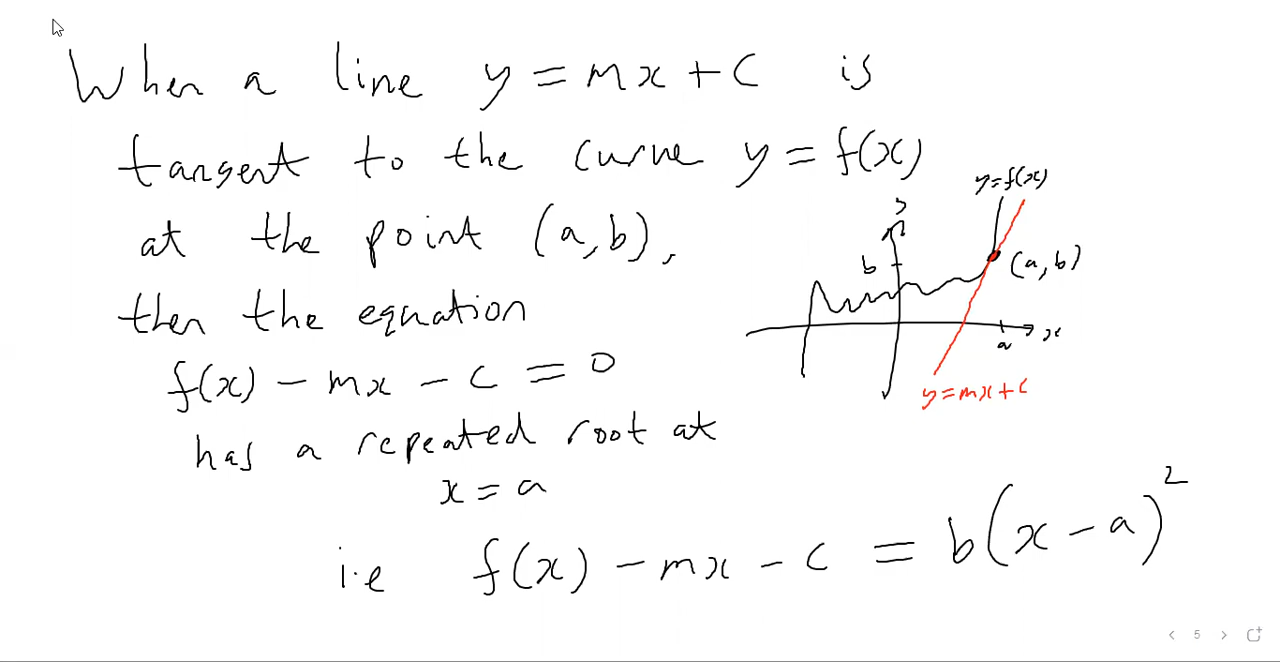 When a line y = mx + c is
tangent to the curve y = f(x)
at the point (a, b),
then the equation
f(x) - mx - c = 0
has a repeated root at
x = a
i.e f(x) - mx - c = b(x - a)²
y = f(x)
y
b
(a, b)
x
a
y = mx + c
5